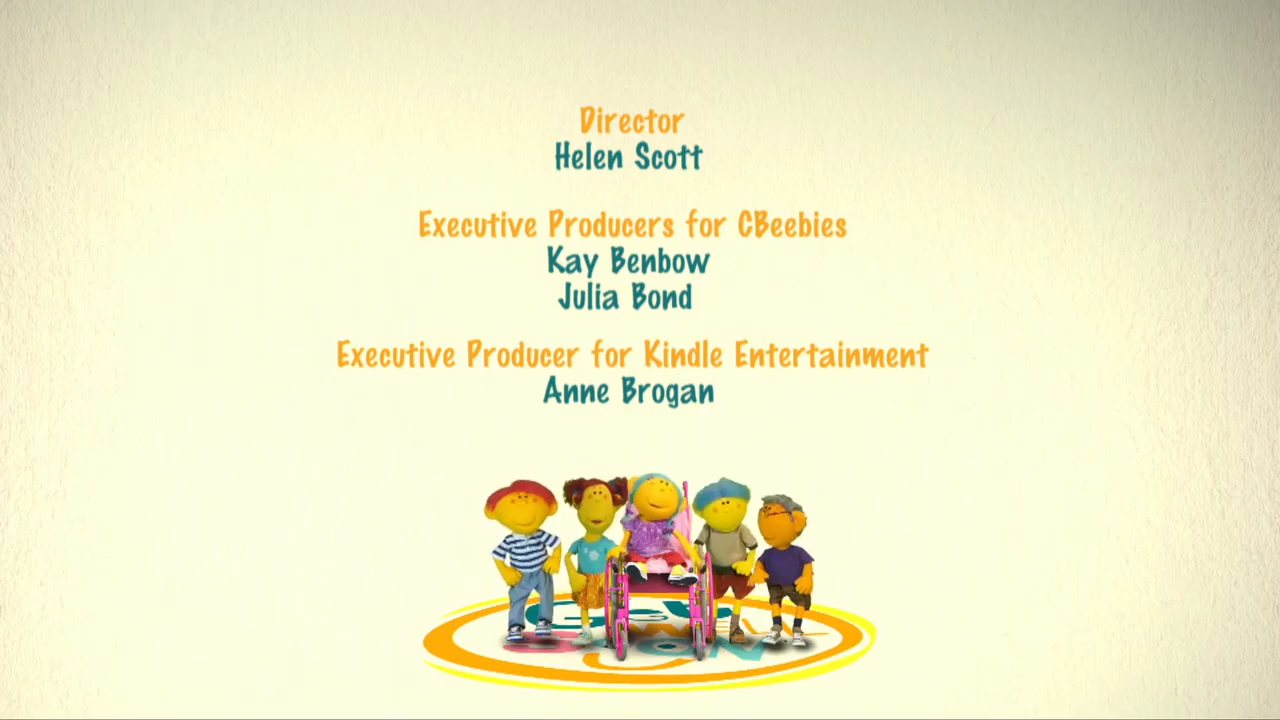 Director
Helen Scott
Executive Producers for CBeebies
Kay Benbow
Julia Bond
Executive Producer for Kindle Entertainment
Anne Brogan